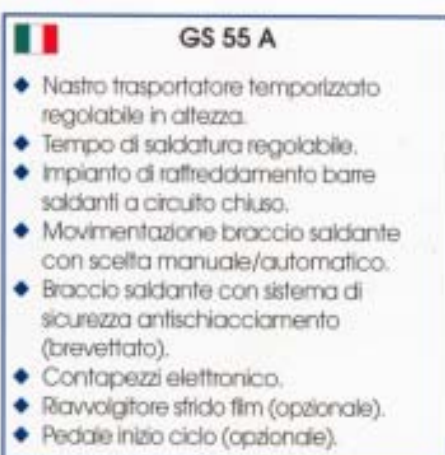 GS 55 A
Nastro trasportatore temporizzato
regolabile in altezza.
Tempo di saldatura regolabile.
Impianto di raffreddamento barre
saldanti a circuito chiuso.
Movimentazione braccio saldante
con scelta manuale/automatico.
Braccio saldante con sistema di
sicurezza antischiacciamento
(brevettato).
Contapezzi elettronico.
Riavvolgitore sfrido film (opzionale).
Pedale inizio ciclo (opzionale).